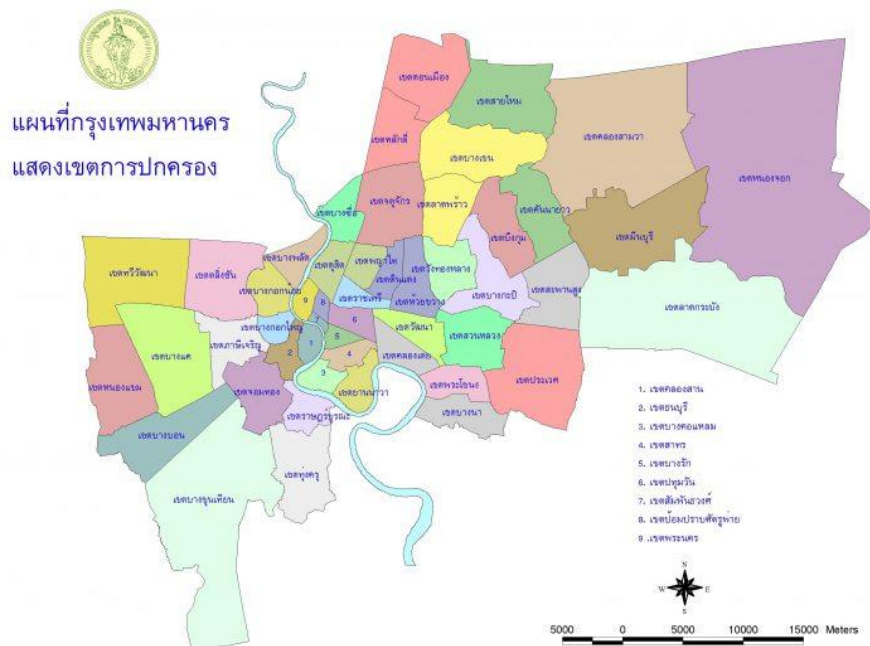 แผนที่กรุงเทพมหานคร
แสดงเขตการปกครอง
เขตดอนเมือง
เขตสายไหม
เขตหลักสี่
เขตบางเขน
เขตคลองสามวา
เขตหนองจอก
เขตจตุจักร
เขตลาดพร้าว
เขตบางซื่อ
เขตบึงกุ่ม
เขตคันนายาว
เขตมีนบุรี
เขตทวีวัฒนา
เขตตลิ่งชัน
เขตบางพลัด
เขตดุสิต
เขตพญาไท
เขตดินแดง
เขตวังทองหลาง
เขตบางกะปิ
เขตสะพานสูง
เขตลาดกระบัง
เขตบางกอกน้อย
เขตราชเทวี
เขตห้วยขวาง
9
8
7
6
5
1
2
4
3
เขตบางกอกใหญ่
เขตวัฒนา
เขตสวนหลวง
เขตภาษีเจริญ
เขตบางแค
เขตคลองเตย
เขตหนองแขม
เขตจอมทอง
เขตยานนาวา
เขตพระโขนง
เขตประเวศ
เขตราษฎร์บูรณะ
เขตบางนา
เขตบางบอน
เขตทุ่งครุ
เขตบางขุนเทียน
1. เขตคลองสาน
2. เขตธนบุรี
3. เขตบางคอแหลม
4. เขตสาทร
5. เขตบางรัก
6. เขตปทุมวัน
7. เขตสัมพันธวงศ์
8. เขตป้อมปราบศัตรูพ่าย
9 .เขตพระนคร
N
W E
S
5000 0 5000 10000 15000 Meters